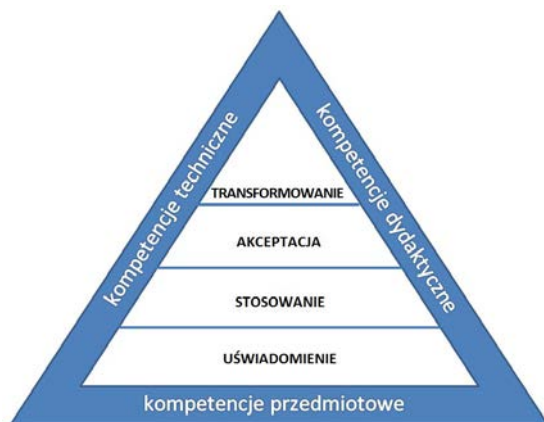 kompetencje techniczne
kompetencje dydaktyczne
TRANSFORMOWANIE
AKCEPTACJA
STOSOWANIE
UŚWIADOMIENIE
kompetencje przedmiotowe